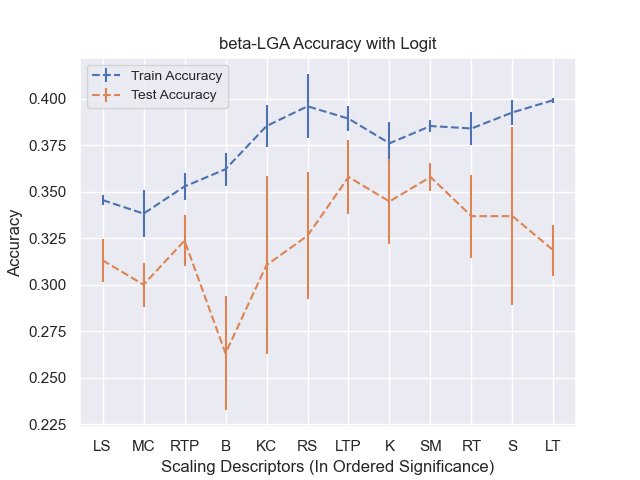 beta-LGA Accuracy with Logit
Train Accuracy
Test Accuracy
0.400
0.375
0.350
0.325
0.300
0.275
0.250
0.225
Accuracy
LS MC RTP B KC RS LTP K SM RT S LT
Scaling Descriptors (In Ordered Significance)